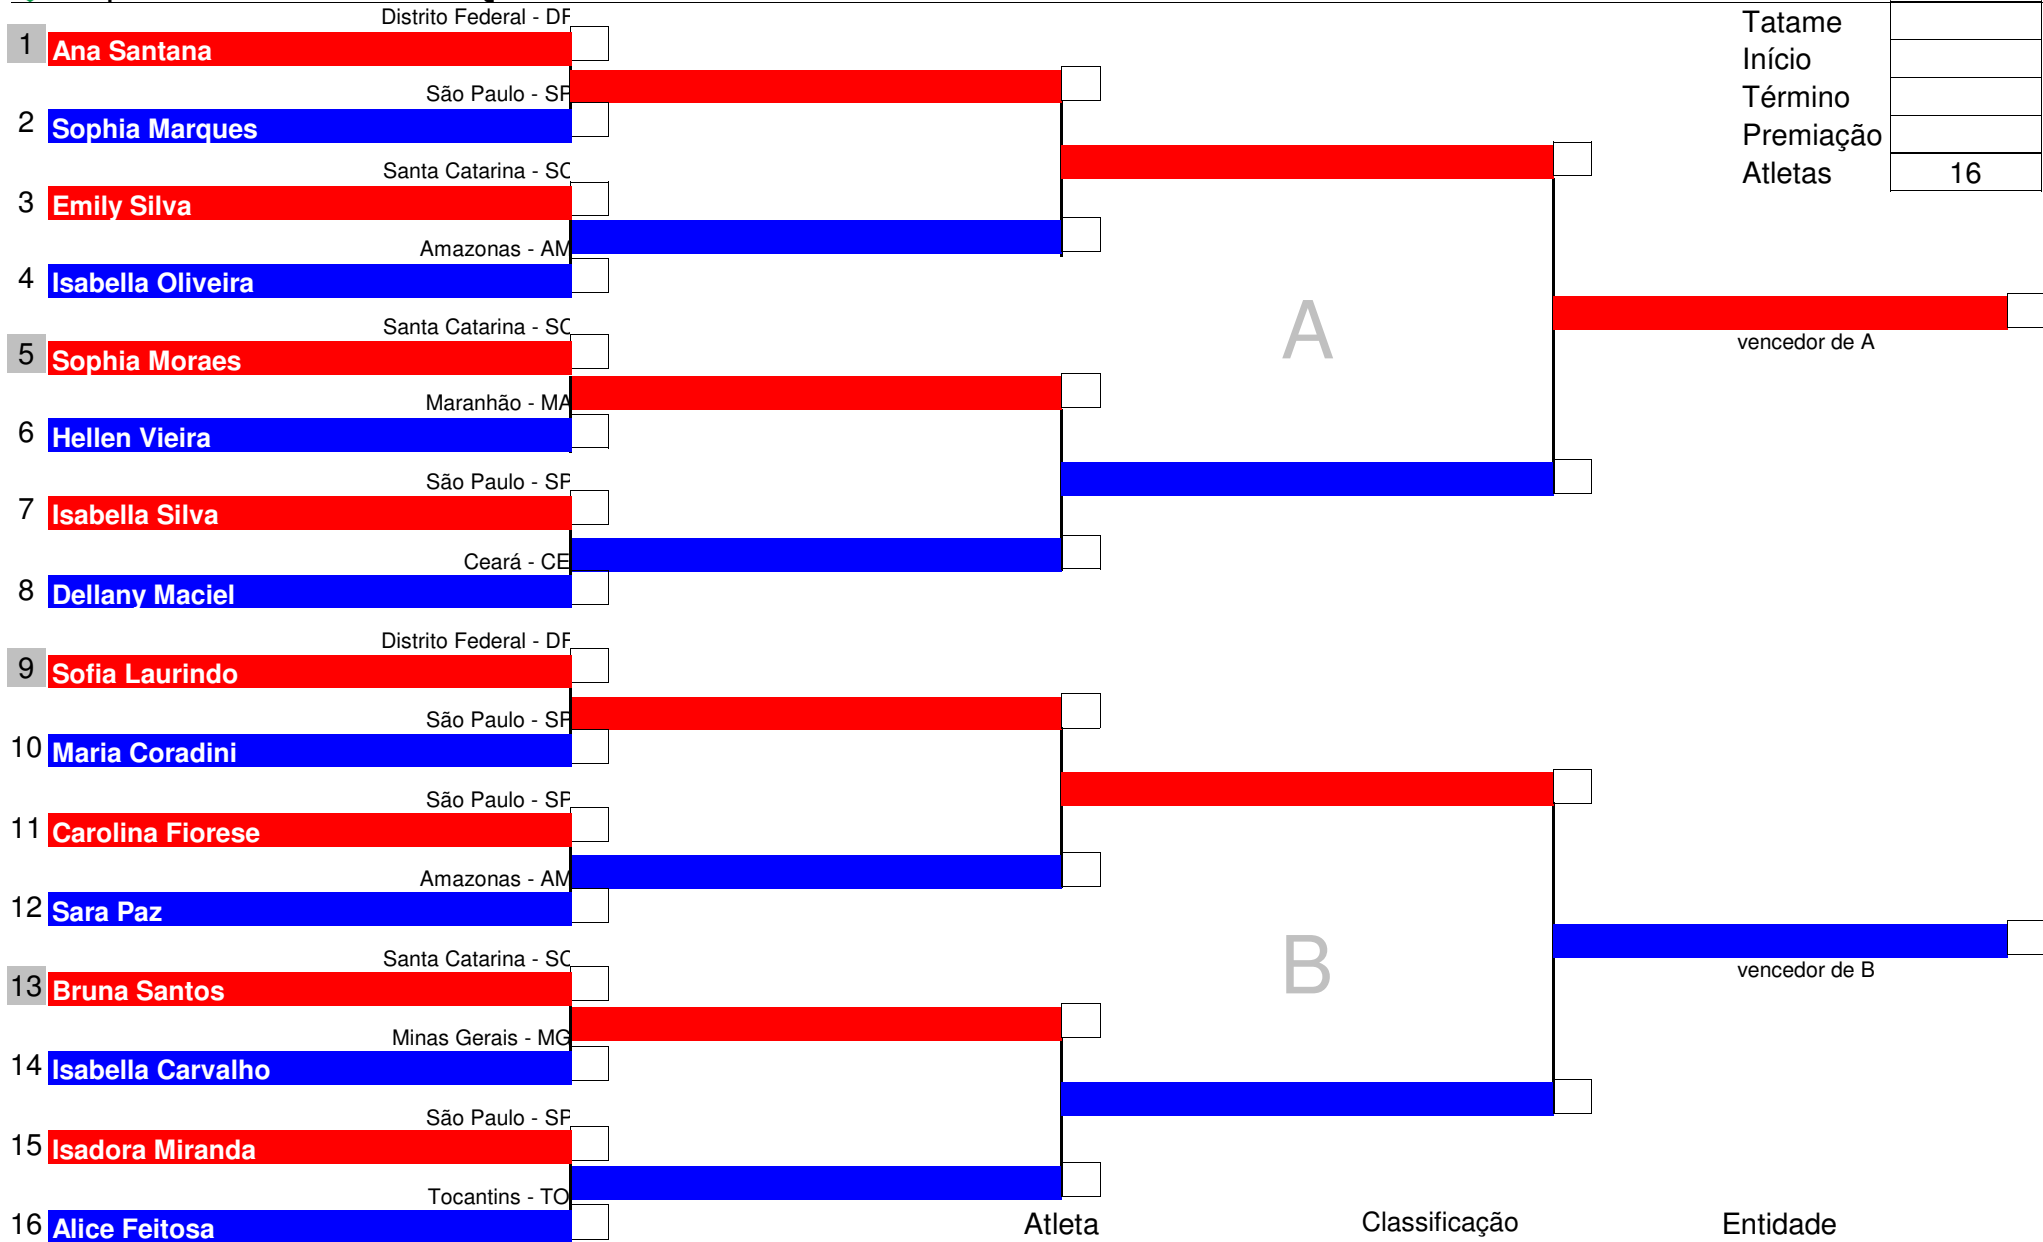 Distrito Federal - DF
1 Ana Santana
São Paulo - SP
2 Sophia Marques
Santa Catarina - SC
3 Emily Silva
Amazonas - AM
4 Isabella Oliveira
Santa Catarina - SC
5 Sophia Moraes
Maranhão - MA
6 Hellen Vieira
São Paulo - SP
7 Isabella Silva
Ceará - CE
8 Dellany Maciel
Distrito Federal - DF
9 Sofia Laurindo
São Paulo - SP
10 Maria Coradini
São Paulo - SP
11 Carolina Fiorese
Amazonas - AM
12 Sara Paz
Santa Catarina - SC
13 Bruna Santos
Minas Gerais - MG
14 Isabella Carvalho
São Paulo - SP
15 Isadora Miranda
Tocantins - TO
16 Alice Feitosa
A
B
Tatame
Início
Término
Premiação
Atletas 16
vencedor de A
vencedor de B
Atleta Classificação Entidade